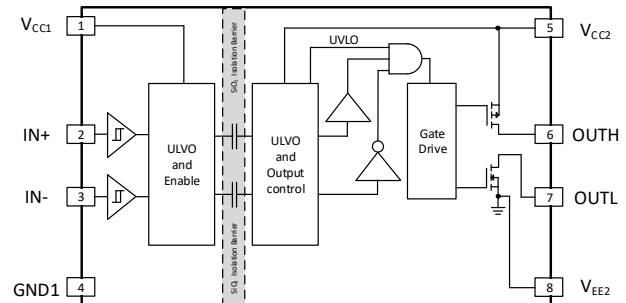 VCC1
1
IN+
2
IN-
3
GND1
4
ULVO
and
Enable
SiO2 Isolation Barrier
SiO2 Isolation Barrier
ULVO
and
Output
control
UVLO
Gate
Drive
5
VCC2
6
OUTH
7
OUTL
8
VEE2